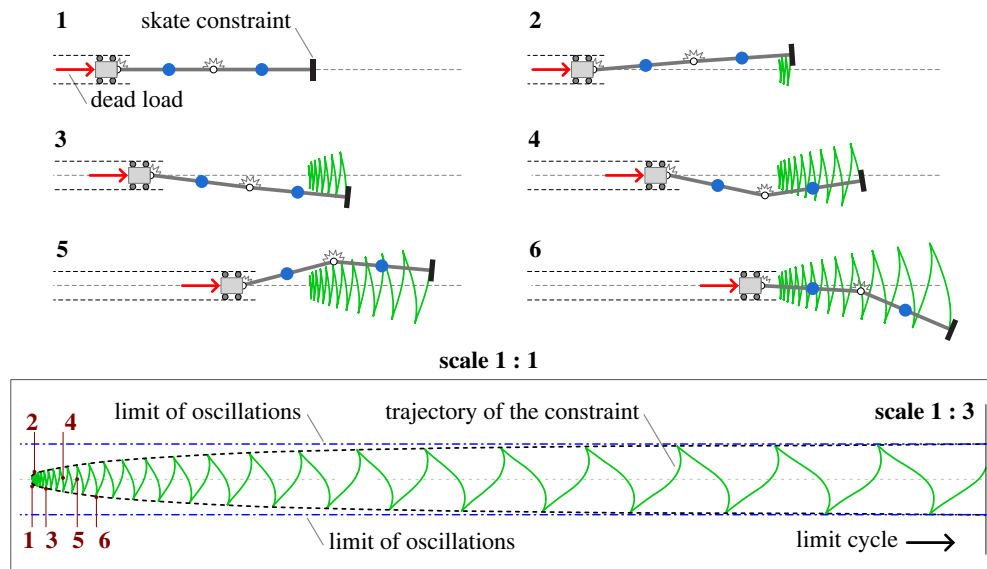 1
skate constraint
dead load
2
3
4
5
6
scale 1 : 1
limit of oscillations
trajectory of the constraint
scale 1 : 3
2
4
1
3
5
6
limit of oscillations
limit cycle